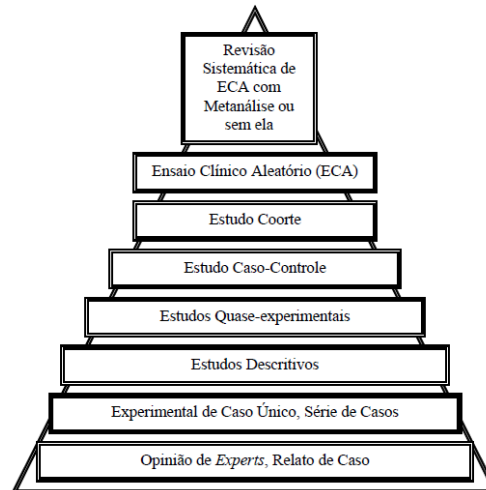 Revisão
Sistemática de
ECA com
Metanálise ou
sem ela
Ensaio Clínico Aleatório (ECA)
Estudo Coorte
Estudo Caso-Controle
Estudos Quase-experimentais
Estudos Descritivos
Experimental de Caso Único, Série de Casos
Opinião de Experts, Relato de Caso